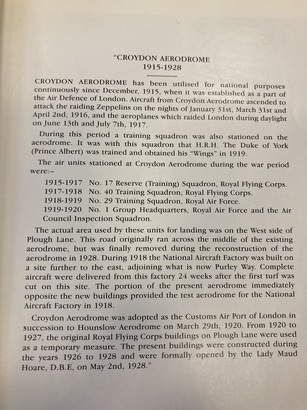 "CROYDON AERODROME
1915-1928
CROYDON AERODROME has been utilised for national purposes
continuously since December, 1915, when it was established as a part of
the Air Defence of London. Aircraft from Croydon Aerodrome ascended to
attack the raiding Zeppelins on the nights of January 31st, March 31st and
April 2nd, 1916, and the aeroplanes which raided London during daylight
on June 13th and July 7th, 1917.
During this period a training squadron was also stationed on the
aerodrome. It was with this squadron that H.R.H. The Duke of York
(Prince Albert) was trained and obtained his "Wings" in 1919.
The air units stationed at Croydon Aerodrome during the war period
were:–
1915-1917 No. 17 Reserve (Training) Squadron, Royal Flying Corps.
1917-1918 No. 40 Training Squadron, Royal Flying Corps.
1918-1919 No. 29 Training Squadron, Royal Air Force.
1919-1920 No. 1 Group Headquarters, Royal Air Force and the Air
Council Inspection Squadron.
The actual area used by these units for landing was on the West side of
Plough Lane. This road originally ran across the middle of the existing
aerodrome, but was finally removed during the reconstruction of the
aerodrome in 1928. During 1918 the National Aircraft Factory was built on
a site further to the east, adjoining what is now Purley Way. Complete
aircraft were delivered from this factory 24 weeks after the first turf was
cut on this site. The portion of the present aerodrome immediately
opposite the new buildings provided the test aerodrome for the National
Aircraft Factory in 1918.
Croydon Aerodrome was adopted as the Customs Air Port of London in
succession to Hounslow Aerodrome on March 29th, 1920. From 1920 to
1927, the original Royal Flying Corps buildings on Plough Lane were used
as a temporary measure. The present buildings were constructed during
the years 1926 to 1928 and were formally opened by the Lady Maud
Hoare, D.B.E, on May 2nd, 1928."